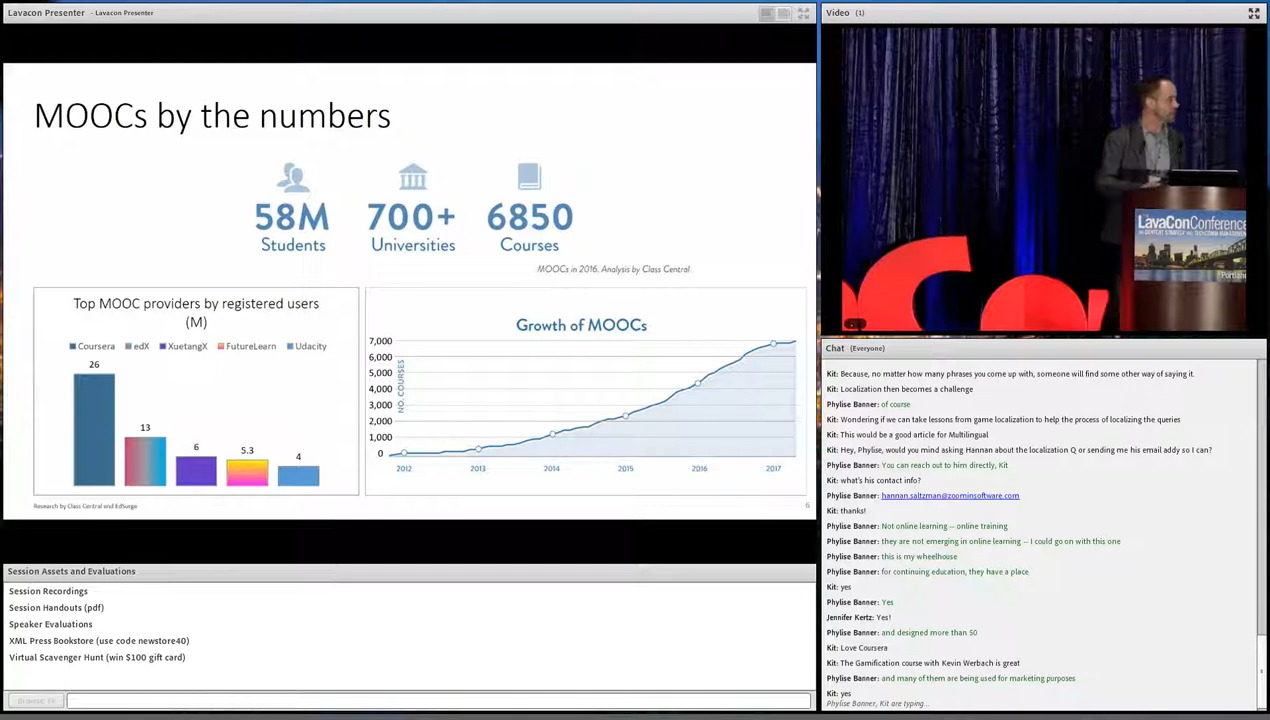 Lavacon Presenter - Lavacon Presenter
MOOCs by the numbers
58M
Students
700+
Universities
6850
Courses
MOOCs in 2016. Analysis by Class Central
Top MOOC providers by registered users
(M)
Coursera edX XuetangX FutureLearn Udacity
26
13
6
5.3
4
Growth of MOOCs
NO. COURSES
7,000
6,000
5,000
4,000
3,000
2,000
1,000
0
2012 2013 2014 2015 2016 2017
Research by Class Central and EdSurge
6
Session Assets and Evaluations
Session Recordings
Session Handouts (pdf)
Speaker Evaluations
XML Press Bookstore (use code newstore40)
Virtual Scavenger Hunt (win $100 gift card)
Browse To
Video (1)
LavaConConference
Portland
Co
Chat (Everyone)
Kit: Because, no matter how many phrases you come up with, someone will find some other way of saying it.
Kit: Localization then becomes a challenge
Phylise Banner: of course
Kit: Wondering if we can take lessons from game localization to help the process of localizing the queries
Kit: This would be a good article for Multilingual
Kit: Hey, Phylise, would you mind asking Hannan about the localization Q or sending me his email addy so I can?
Phylise Banner: You can reach out to him directly, Kit
Kit: what's his contact info?
Phylise Banner: hannan.saltzman@zoominsoftware.com
Kit: thanks!
Phylise Banner: Not online learning -- online training
Phylise Banner: they are not emerging in online learning -- I could go on with this one
Phylise Banner: this is my wheelhouse
Phylise Banner: for continuing education, they have a place
Kit: yes
Phylise Banner: Yes
Jennifer Kertz: Yes!
Phylise Banner: and designed more than 50
Kit: Love Coursera
Kit: The Gamification course with Kevin Werbach is great
Phylise Banner: and many of them are being used for marketing purposes
Kit: yes
Phylise Banner, Kit are typing...